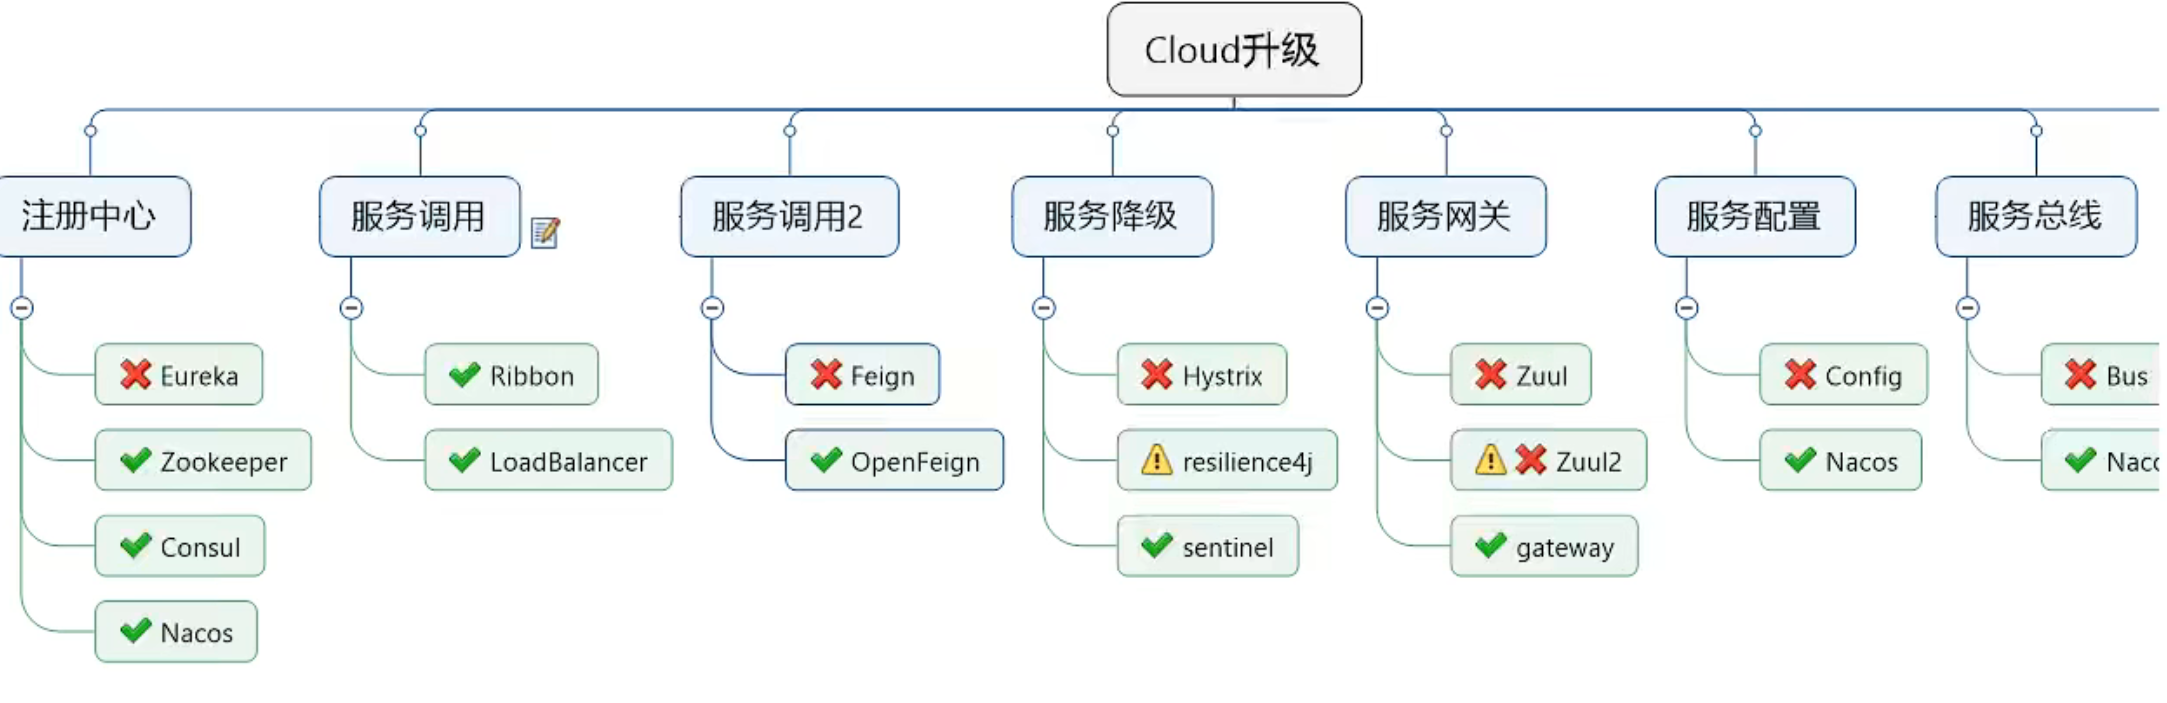 Cloud升级
注册中心
Eureka
Zookeeper
Consul
Nacos
服务调用
Ribbon
LoadBalancer
服务调用2
Feign
OpenFeign
服务降级
Hystrix
resilience4j
sentinel
服务网关
Zuul
Zuul2
gateway
服务配置
Config
Nacos
服务总线
Bus